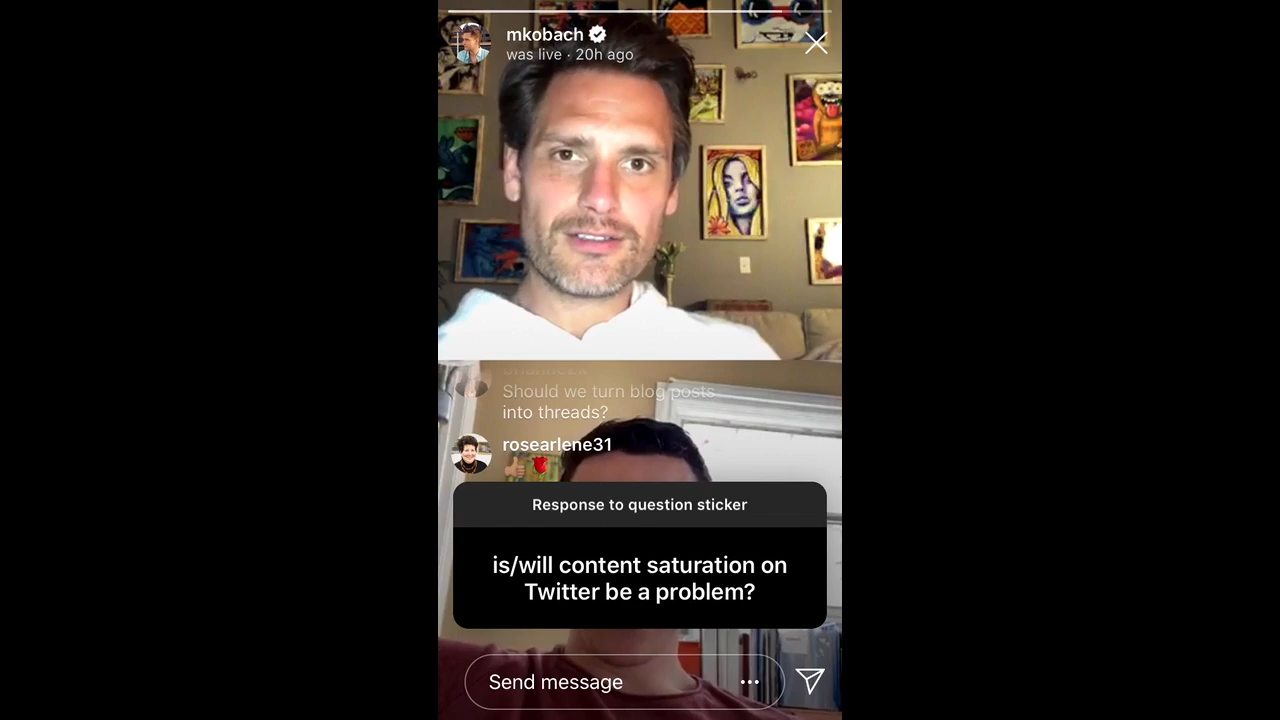 mkobach
was live · 20h ago
Should we turn blog posts
into threads?
rosearlene31
Response to question sticker
is/will content saturation on
Twitter be a problem?
Send message